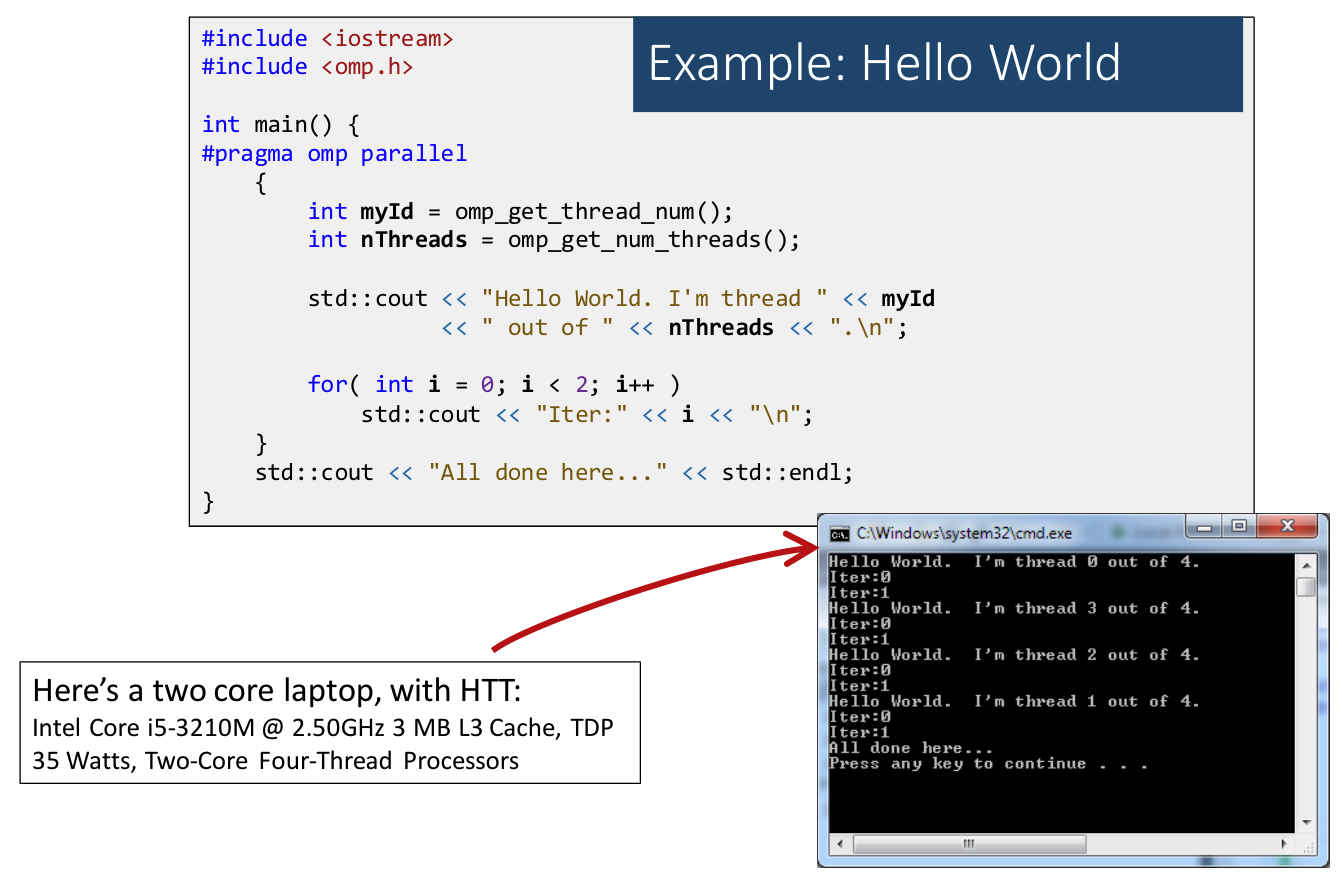 Example: Hello World
#include <iostream>
#include <omp.h>
int main() {
#pragma omp parallel
{
int myId = omp_get_thread_num();
int nThreads = omp_get_num_threads();
std::cout << "Hello World. I'm thread " << myId
<< " out of " << nThreads << ".\n";
for( int i = 0; i < 2; i++ )
std::cout << "Iter:" << i << "\n";
}
std::cout << "All done here..." << std::endl;
}
C:\Windows\system32\cmd.exe
Hello World.  I'm thread 0 out of 4.
Iter:0
Iter:1
Hello World.  I'm thread 3 out of 4.
Iter:0
Iter:1
Hello World.  I'm thread 2 out of 4.
Iter:0
Iter:1
Hello World.  I'm thread 1 out of 4.
Iter:0
Iter:1
All done here...
Press any key to continue . . .
Here's a two core laptop, with HTT:
Intel Core i5-3210M @ 2.50GHz 3 MB L3 Cache, TDP
35 Watts, Two-Core Four-Thread Processors